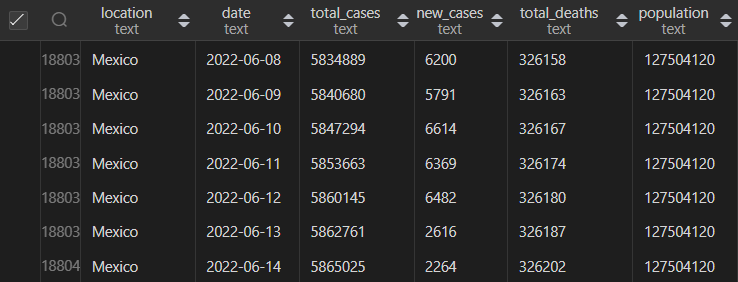 location date total_cases new_cases total_deaths population
text text text text text text
18803 Mexico 2022-06-08 5834889 6200 326158 127504120
18803 Mexico 2022-06-09 5840680 5791 326163 127504120
18803 Mexico 2022-06-10 5847294 6614 326167 127504120
18803 Mexico 2022-06-11 5853663 6369 326174 127504120
18803 Mexico 2022-06-12 5860145 6482 326180 127504120
18803 Mexico 2022-06-13 5862761 2616 326187 127504120
18804 Mexico 2022-06-14 5865025 2264 326202 127504120